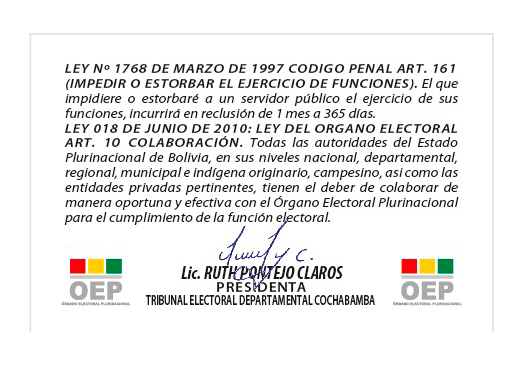 LEY Nº 1768 DE MARZO DE 1997 CODIGO PENAL ART. 161
(IMPEDIR O ESTORBAR EL EJERCICIO DE FUNCIONES). El que
impidiere o estorbaré a un servidor público el ejercicio de sus
funciones, incurrirá en reclusión de 1 mes a 365 días.
LEY 018 DE JUNIO DE 2010: LEY DEL ORGANO ELECTORAL
ART. 10 COLABORACIÓN. Todas las autoridades del Estado
Plurinacional de Bolivia, en sus niveles nacional, departamental,
regional, municipal e indígena originario, campesino, asi como las
entidades privadas pertinentes, tienen el deber de colaborar de
manera oportuna y efectiva con el Órgano Electoral Plurinacional
para el cumplimiento de la función electoral.
Lic. RUTH PONTEJO CLAROS
PRESIDENTA
TRIBUNAL ELECTORAL DEPARTAMENTAL COCHABAMBA
OEP
ÓRGANO ELECTORAL PLURINACIONAL
OEP
ÓRGANO ELECTORAL PLURINACIONAL